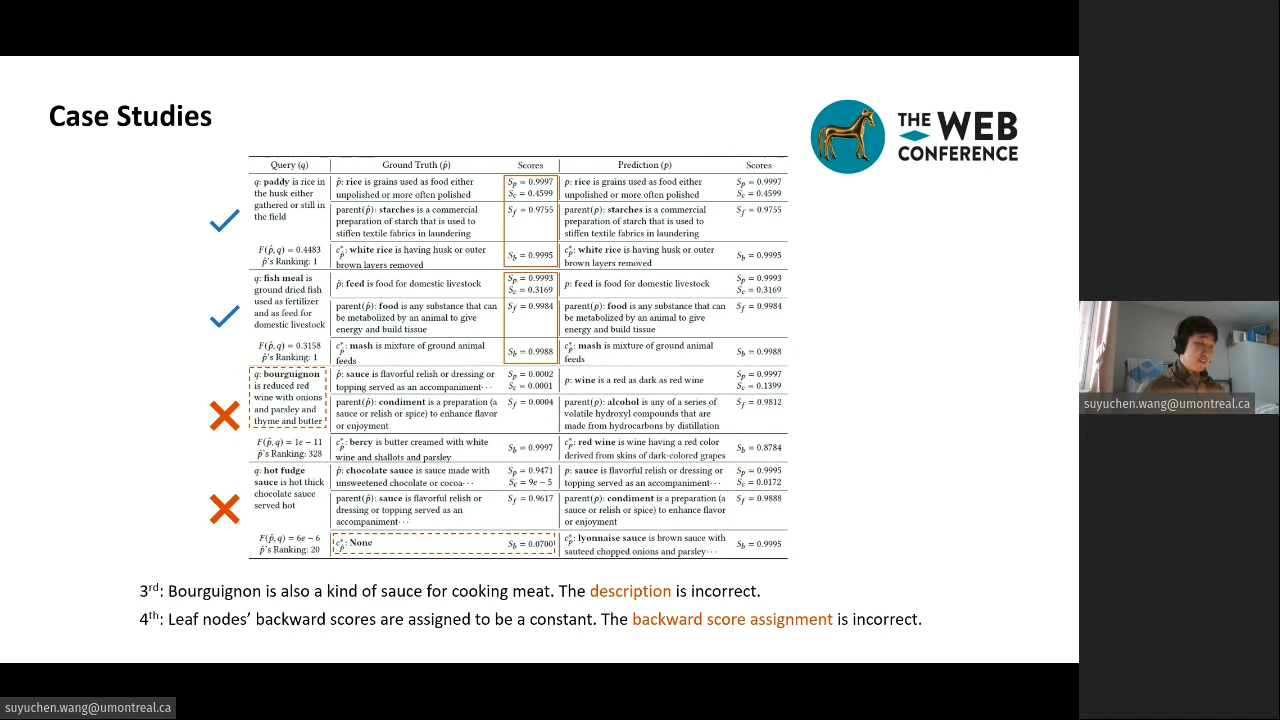 Case Studies
THE WEB
CONFERENCE
Query (q) Ground Truth (p̂) Scores Prediction (p) Scores
q: paddy is rice in
the husk either
gathered or still in
the field
F(p̂, q) = 0.4483
p̂'s Ranking: 1
p̂: rice is grains used as food either
unpolished or more often polished
S_p = 0.9997
S_c = 0.4599
p: rice is grains used as food either
unpolished or more often polished
S_p = 0.9997
S_c = 0.4599
parent(p̂): starches is a commercial
preparation of starch that is used to
stiffen textile fabrics in laundering
S_f = 0.9755
parent(p): starches is a commercial
preparation of starch that is used to
stiffen textile fabrics in laundering
S_f = 0.9755
c*_p̂: white rice is having husk or outer
brown layers removed
S_b = 0.9995
c*_p: white rice is having husk or outer
brown layers removed
S_b = 0.9995
q: fish meal is
ground dried fish
used as fertilizer
and as feed for
domestic livestock
F(p̂, q) = 0.3158
p̂'s Ranking: 1
p̂: feed is food for domestic livestock
S_p = 0.9993
S_c = 0.3169
p: feed is food for domestic livestock
S_p = 0.9993
S_c = 0.3169
parent(p̂): food is any substance that can
be metabolized by an animal to give
energy and build tissue
S_f = 0.9984
parent(p): food is any substance that can
be metabolized by an animal to give
energy and build tissue
S_f = 0.9984
c*_p̂: mash is mixture of ground animal
feeds
S_b = 0.9988
c*_p: mash is mixture of ground animal
feeds
S_b = 0.9988
q: bourguignon
is reduced red
wine with onions
and parsley and
thyme and butter
F(p̂, q) = 1e − 11
p̂'s Ranking: 328
p̂: sauce is flavorful relish or dressing or
topping served as an accompaniment···
S_p = 0.0002
S_c = 0.0001
p: wine is a red as dark as red wine
S_p = 0.9997
S_c = 0.1399
parent(p̂): condiment is a preparation (a
sauce or relish or spice) to enhance flavor
or enjoyment
S_f = 0.0004
parent(p): alcohol is any of a series of
volatile hydroxyl compounds that are
made from hydrocarbons by distillation
S_f = 0.9812
c*_p̂: bercy is butter creamed with white
wine and shallots and parsley
S_b = 0.9997
c*_p: red wine is wine having a red color
derived from skins of dark-colored grapes
S_b = 0.8784
q: hot fudge
sauce is hot thick
chocolate sauce
served hot
F(p̂, q) = 6e − 6
p̂'s Ranking: 20
p̂: chocolate sauce is sauce made with
unsweetened chocolate or cocoa···
S_p = 0.9471
S_c = 9e − 5
p: sauce is flavorful relish or dressing or
topping served as an accompaniment···
S_p = 0.9995
S_c = 0.0172
parent(p̂): sauce is flavorful relish or
dressing or topping served as an
accompaniment···
S_f = 0.9617
parent(p): condiment is a preparation (a
sauce or relish or spice) to enhance flavor
or enjoyment
S_f = 0.9888
c*_p̂: None
S_b = 0.0700
c*_p: lyonnaise sauce is brown sauce with
sauteed chopped onions and parsley···
S_b = 0.9995
3rd: Bourguignon is also a kind of sauce for cooking meat. The description is incorrect.
4th: Leaf nodes' backward scores are assigned to be a constant. The backward score assignment is incorrect.
suyuchen.wang@umontreal.ca
suyuchen.wang@umontreal.ca